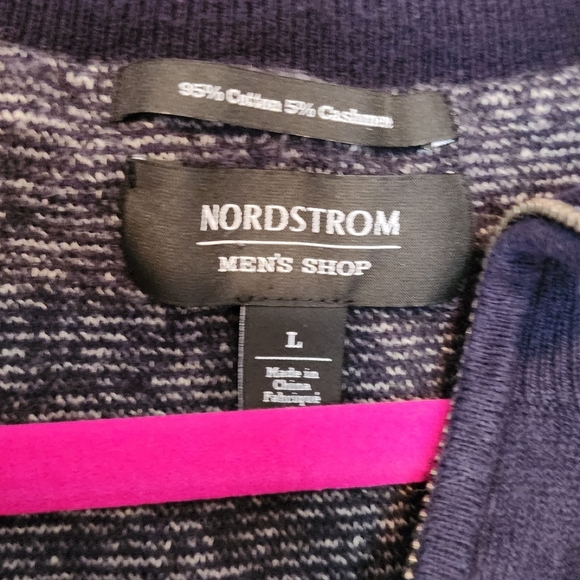 95% Cotton 5% Cashmere
NORDSTROM
MEN'S SHOP
L
Made in
China
Fabriqué